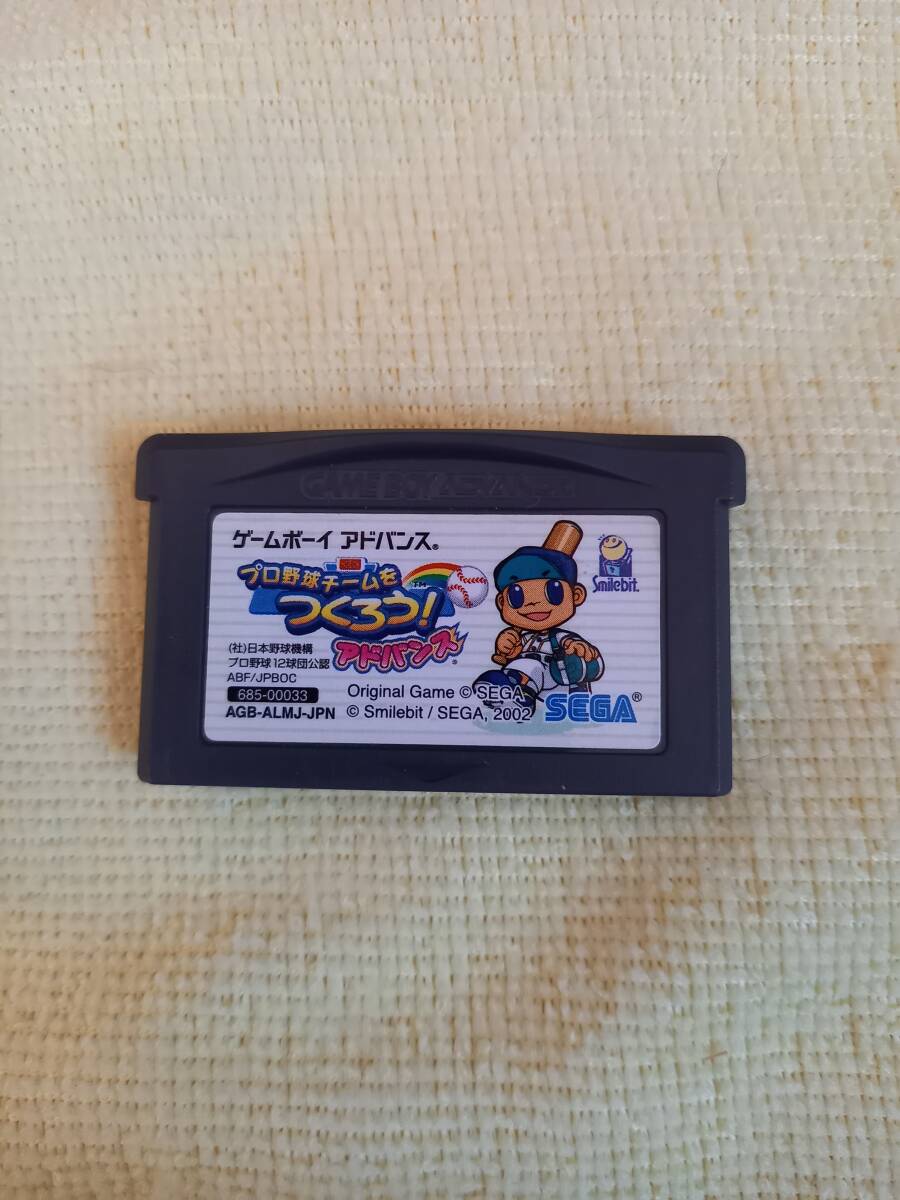 GAME BOY ADVANCE
ゲームボーイ アドバンス®
Smilebit.
プロ野球チームを
つくろう!
TM
アドバンス®
(社)日本野球機構
プロ野球12球団公認
ABF/JPBOC
685-00033
AGB-ALMJ-JPN
Original Game © SEGA
© Smilebit / SEGA, 2002
SEGA®